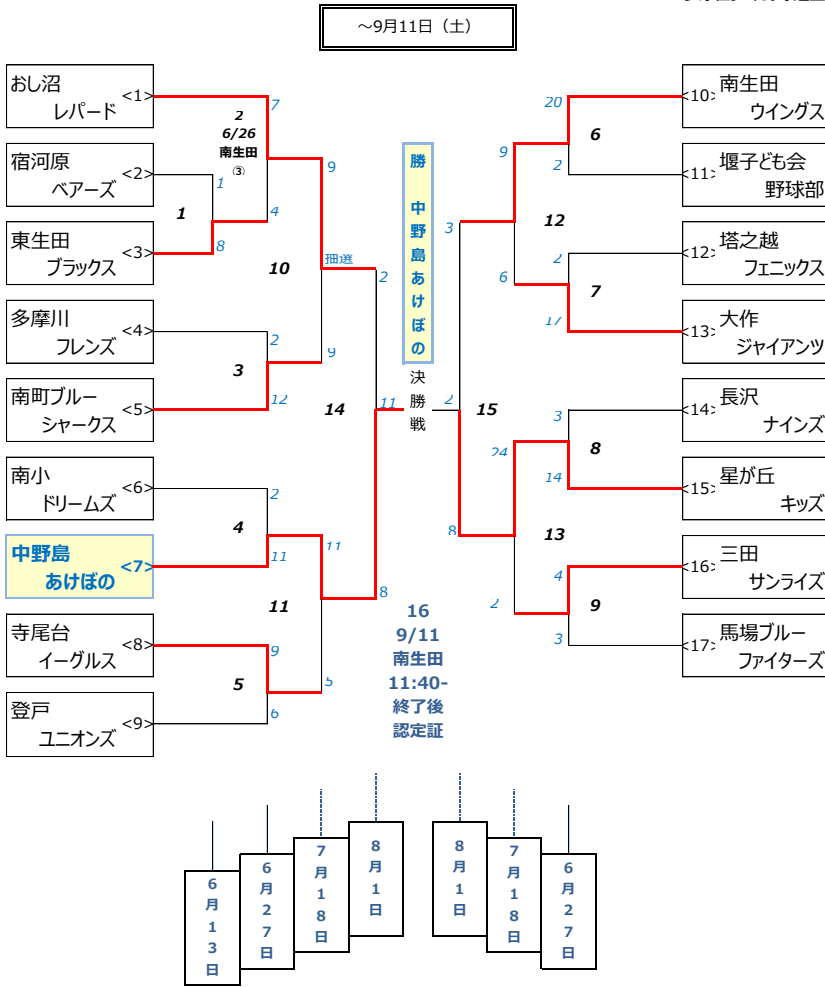 ～9月11日（土）
おし沼
レパード
<1>
宿河原
ベアーズ
<2>
東生田
ブラックス
<3>
多摩川
フレンズ
<4>
南町ブルー
シャークス
<5>
南小
ドリームズ
<6>
中野島
あけぼの
<7>
寺尾台
イーグルス
<8>
登戸
ユニオンズ
<9>
1
8
1
2
6/26
南生田
③
7
4
2
12
3
2
11
4
9
6
5
9
抽選
9
10
11
5
11
2
8
14
11
勝 中野島あけぼの
決勝戦
2
16
9/11
南生田
11:40-
終了後
認定証
3
8
15
9
6
12
24
2
13
20
2
6
2
17
7
3
14
8
4
3
9
<10>
南生田
ウイングス
<11>
堰子ども会
野球部
<12>
塔之越
フェニックス
<13>
大作
ジャイアンツ
<14>
長沢
ナインズ
<15>
星が丘
キッズ
<16>
三田
サンライズ
<17>
馬場ブルー
ファイターズ
6月13日
6月27日
7月18日
8月1日
8月1日
7月18日
6月27日